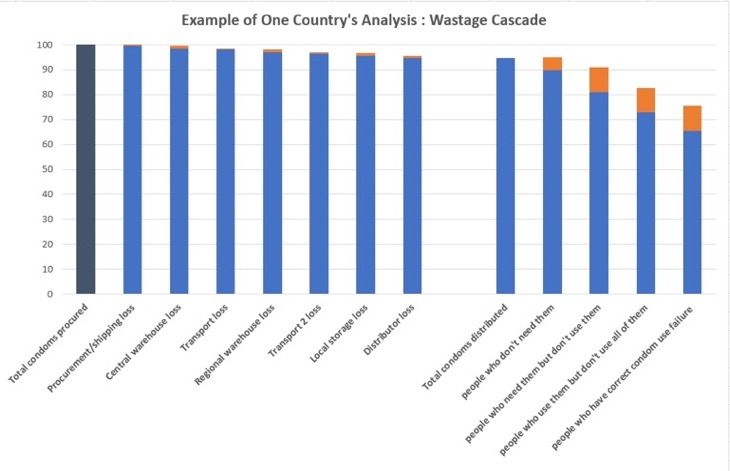 Example of One Country's Analysis : Wastage Cascade
100
90
80
70
60
50
40
30
20
10
0
Total condoms procured
Procurement/shipping loss
Central warehouse loss
Transport loss
Regional warehouse loss
Transport 2 loss
Local storage loss
Distributor loss
Total condoms distributed
people who don't need them
people who need them but don't use them
people who use them but don't use all of them
people who have correct condom use failure